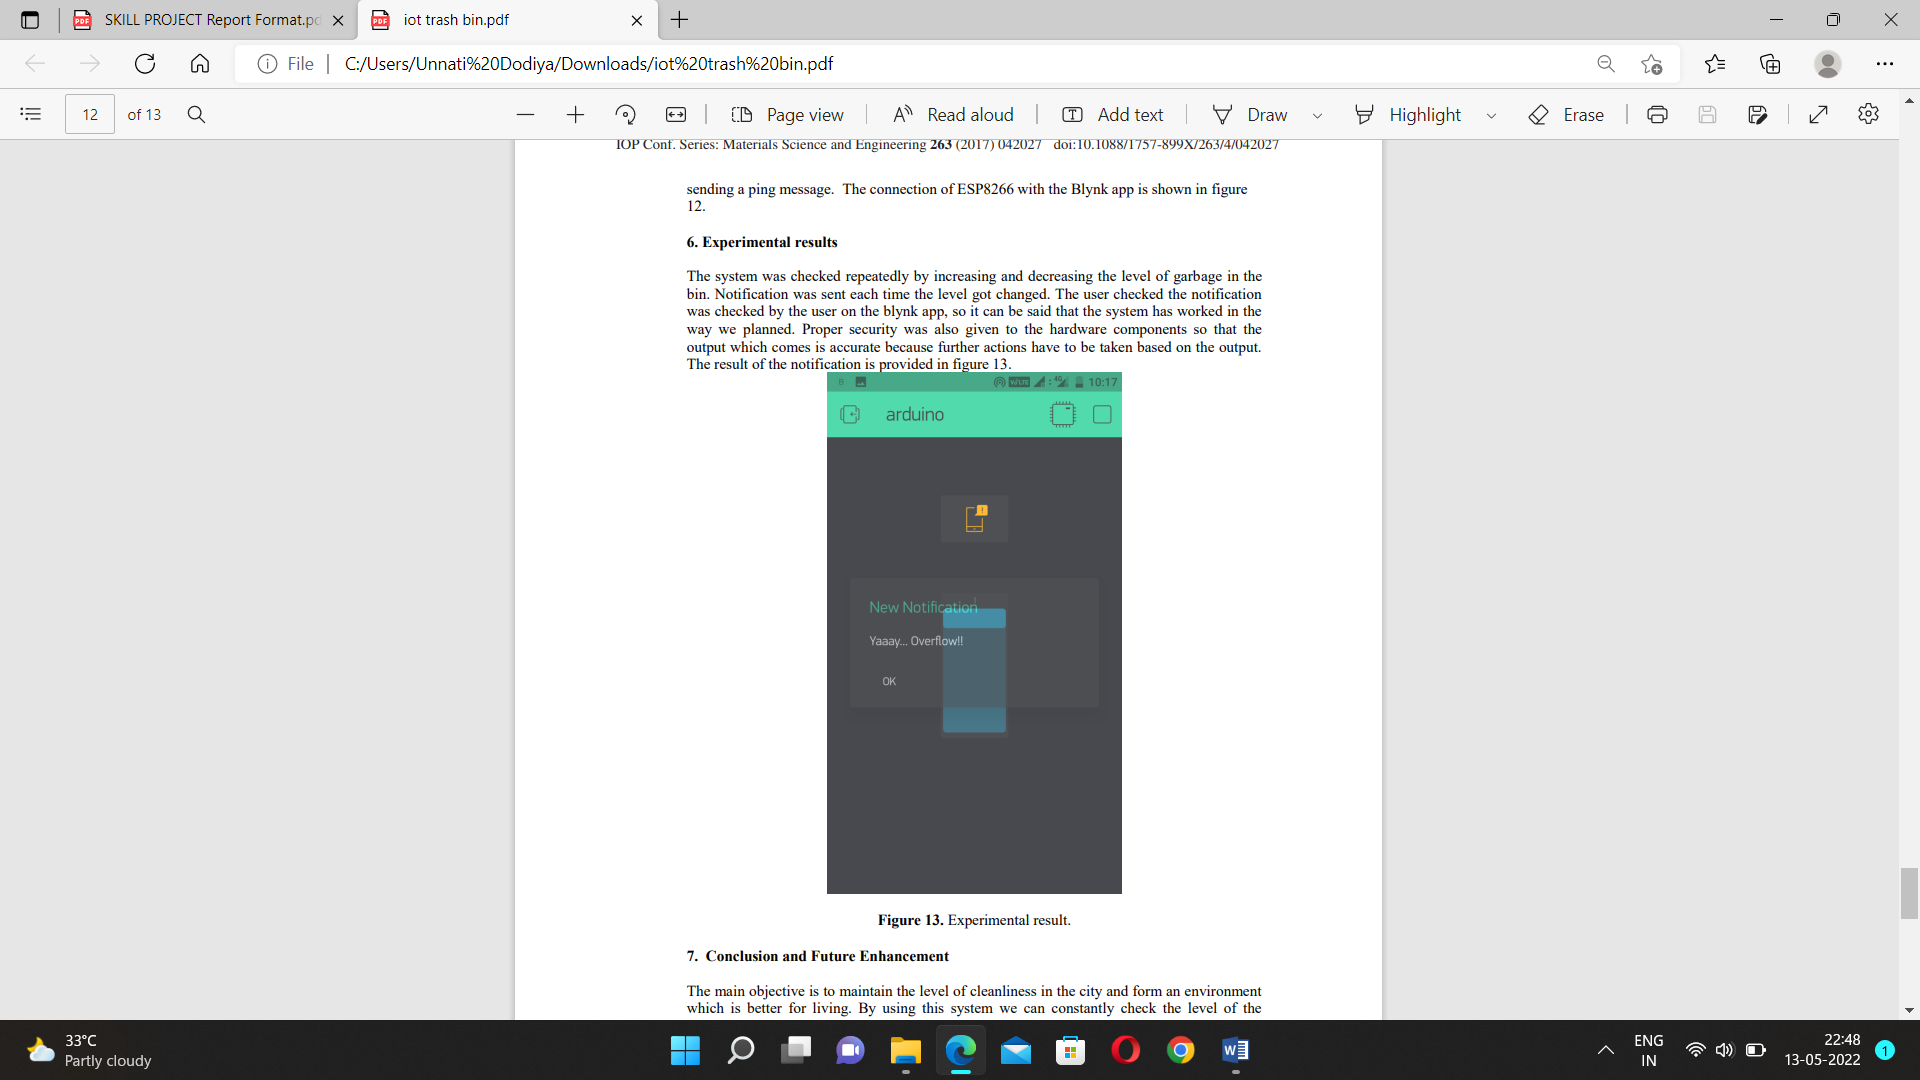 SKILL PROJECT Report Format.pd
iot trash bin.pdf
File
C:/Users/Unnati%20Dodiya/Downloads/iot%20trash%20bin.pdf
12 of 13
Page view
Read aloud
Add text
Draw
Highlight
Erase
IOP Conf. Series: Materials Science and Engineering 263 (2017) 042027 doi:10.1088/1757-899X/263/4/042027
sending a ping message. The connection of ESP8266 with the Blynk app is shown in figure
12.
6. Experimental results
The system was checked repeatedly by increasing and decreasing the level of garbage in the
bin. Notification was sent each time the level got changed. The user checked the notification
was checked by the user on the blynk app, so it can be said that the system has worked in the
way we planned. Proper security was also given to the hardware components so that the
output which comes is accurate because further actions have to be taken based on the output.
The result of the notification is provided in figure 13.
10:17
arduino
New Notification
Yaaay... Overflow!!
OK
Figure 13. Experimental result.
7. Conclusion and Future Enhancement
The main objective is to maintain the level of cleanliness in the city and form an environment
which is better for living. By using this system we can constantly check the level of the
33°C
Partly cloudy
ENG
IN
22:48
13-05-2022
1